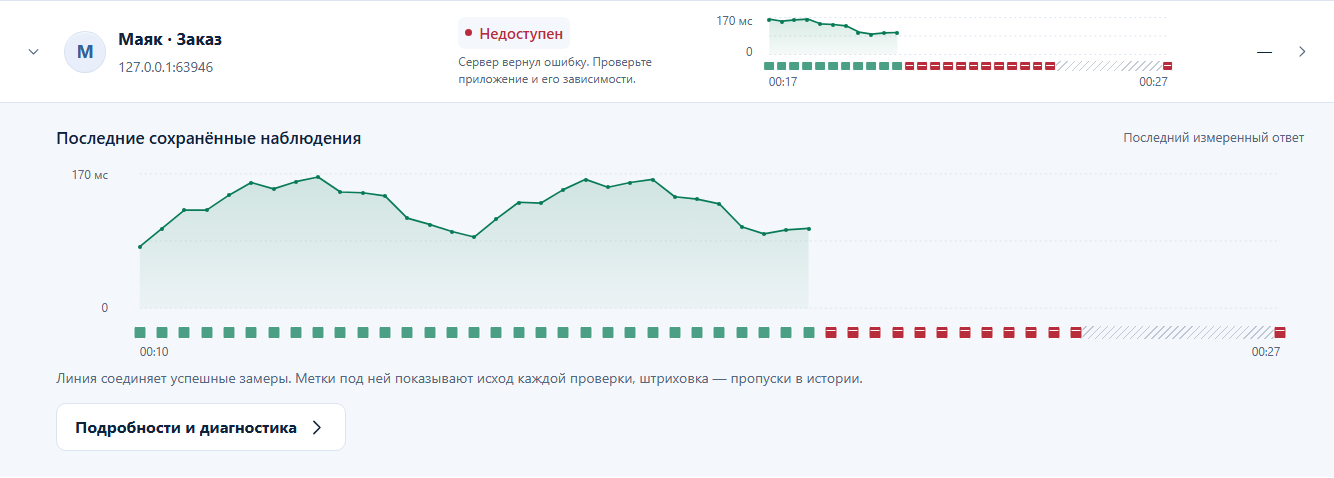 М
Маяк · Заказ
127.0.0.1:63946
Недоступен
Сервер вернул ошибку. Проверьте
приложение и его зависимости.
170 мс
0
00:17
00:27
—
Последние сохранённые наблюдения
Последний измеренный ответ
170 мс
0
00:10
00:27
Линия соединяет успешные замеры. Метки под ней показывают исход каждой проверки, штриховка — пропуски в истории.
Подробности и диагностика